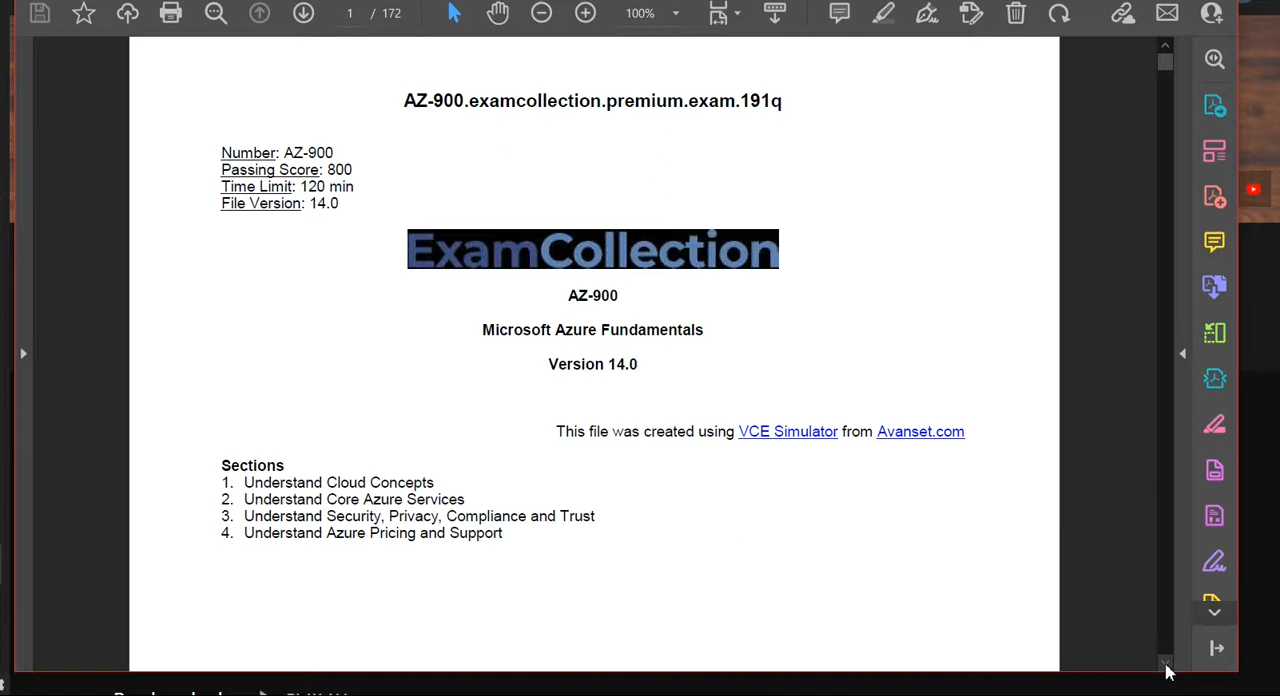 1 / 172
100%
AZ-900.examcollection.premium.exam.191q
Number: AZ-900
Passing Score: 800
Time Limit: 120 min
File Version: 14.0
ExamCollection
AZ-900
Microsoft Azure Fundamentals
Version 14.0
This file was created using VCE Simulator from Avanset.com
Sections
1. Understand Cloud Concepts
2. Understand Core Azure Services
3. Understand Security, Privacy, Compliance and Trust
4. Understand Azure Pricing and Support